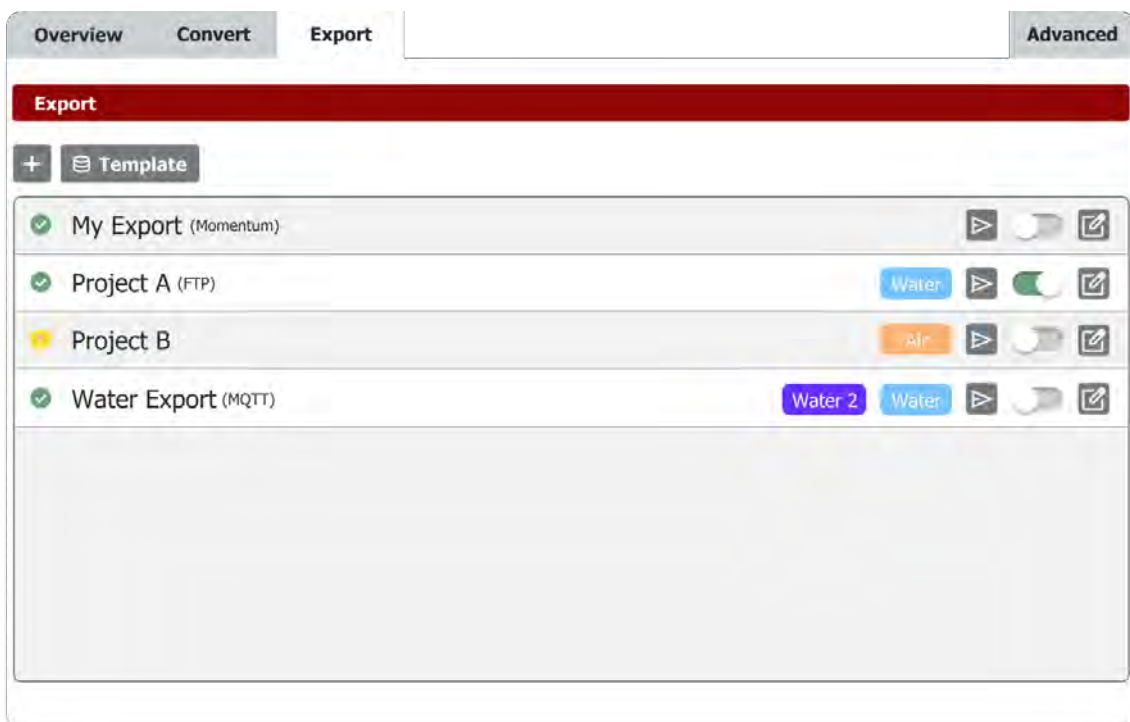 Overview Convert Export Advanced
Export
+ Template
My Export (Momentum)
Project A (FTP) Water
Project B Air
Water Export (MQTT) Water 2 Water